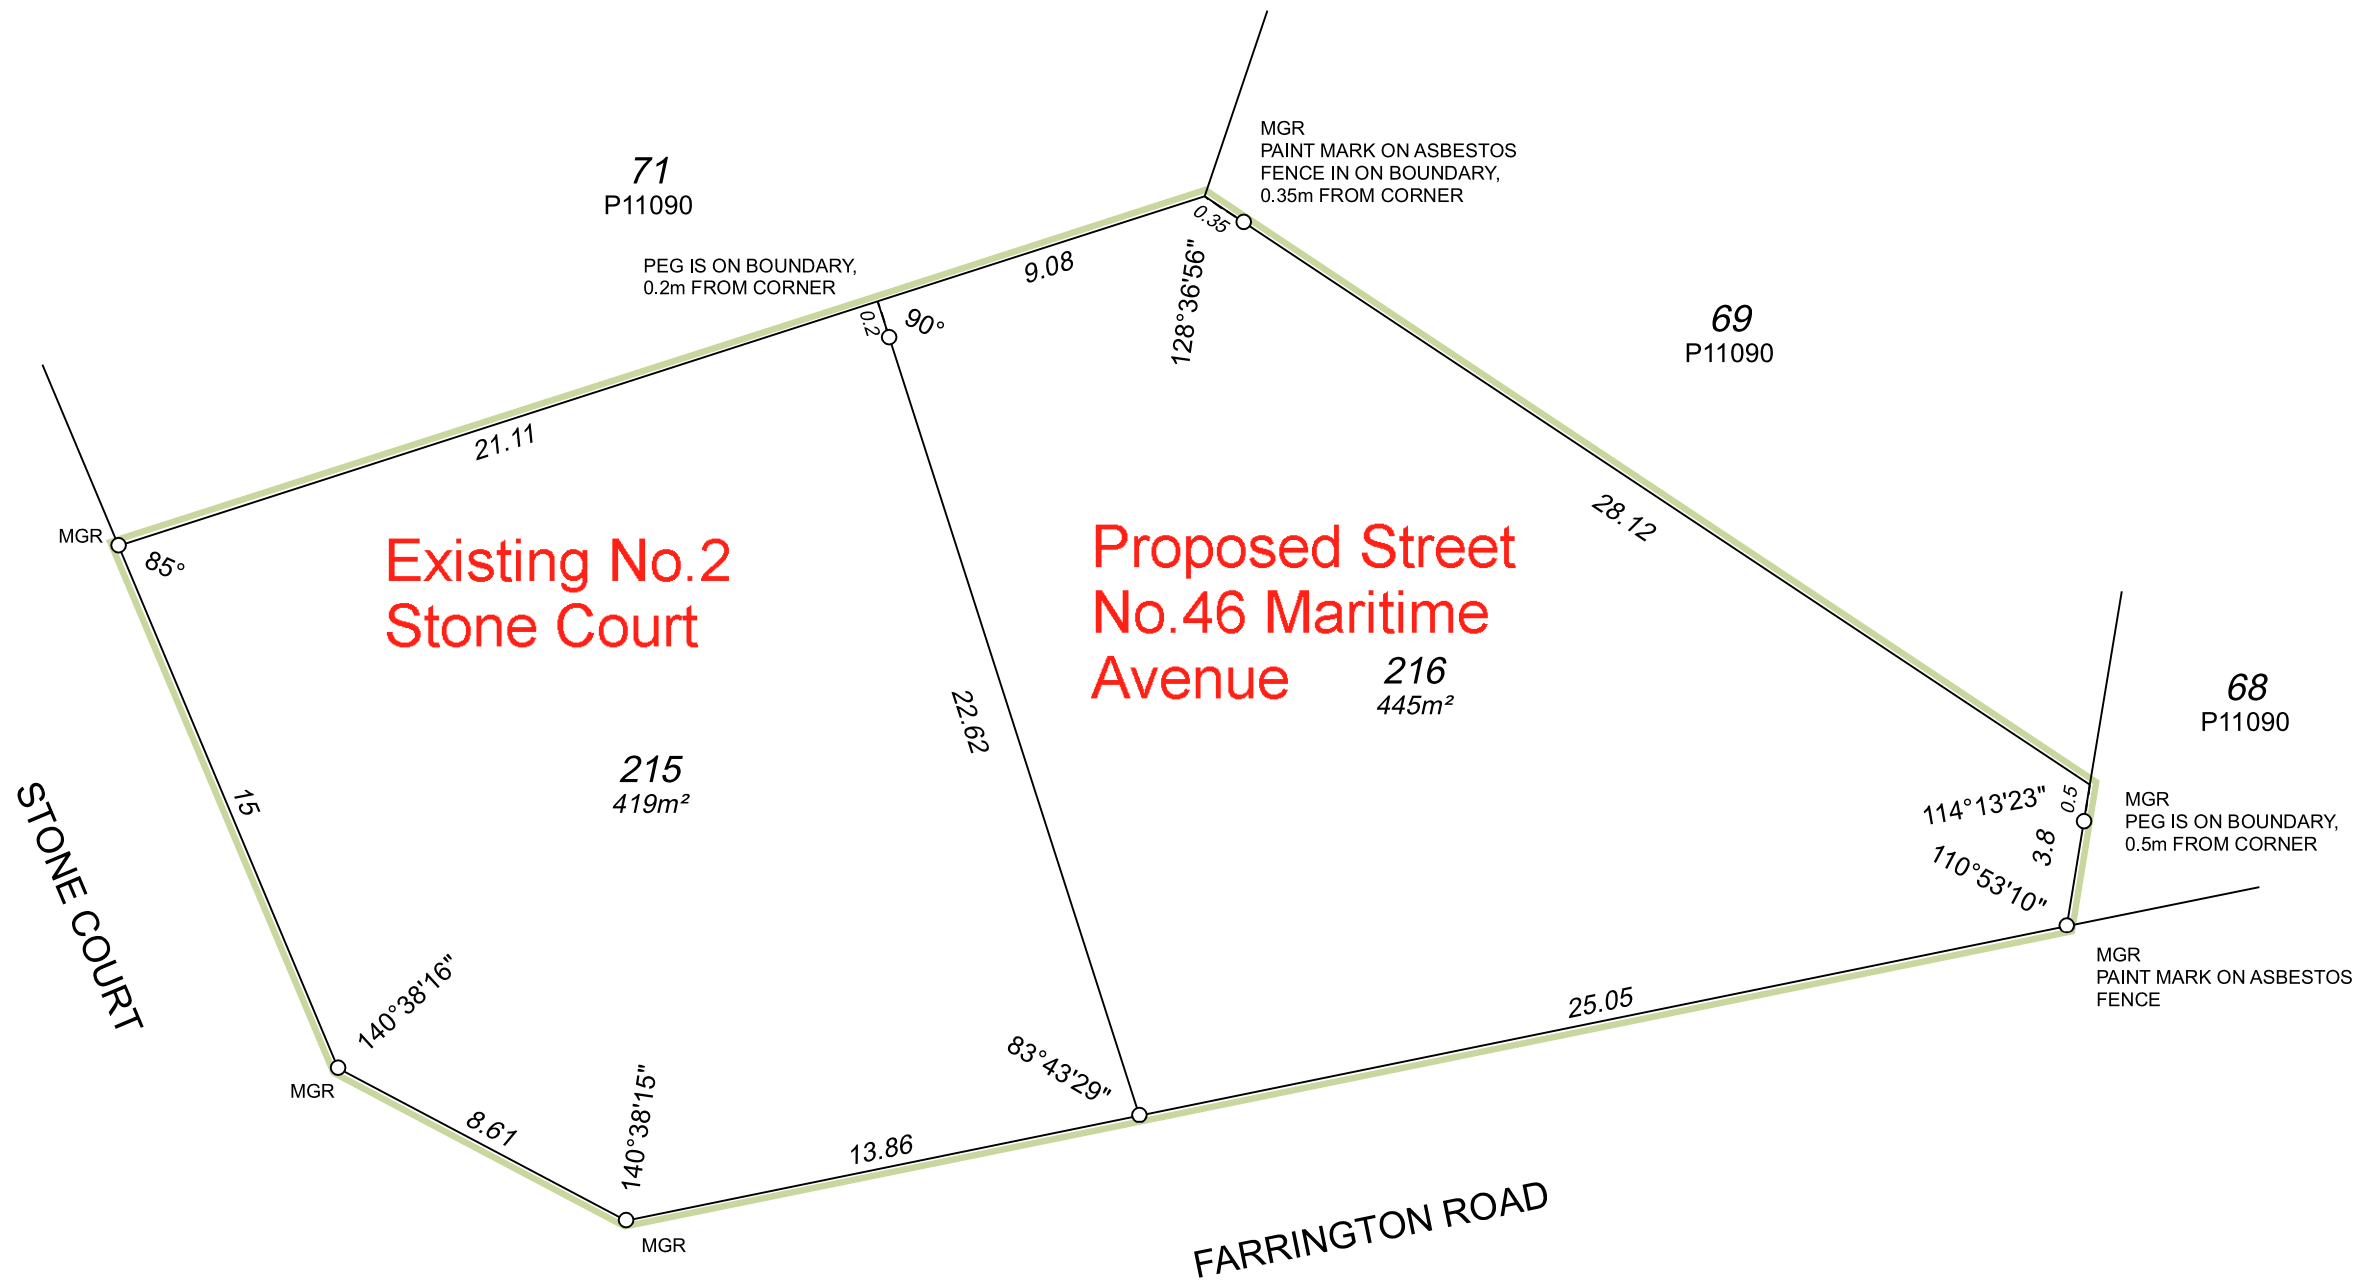 71
P11090
MGR
PAINT MARK ON ASBESTOS
FENCE IN ON BOUNDARY,
0.35m FROM CORNER
PEG IS ON BOUNDARY,
0.2m FROM CORNER
9.08
0.35
128°36'56"
0.2
90°
69
P11090
21.11
28.12
MGR
85°
Existing No.2
Stone Court
Proposed Street
No.46 Maritime
Avenue
216
445m²
68
P11090
22.62
215
419m²
15
STONE COURT
114°13'23"
0.5
3.8
110°53'10"
MGR
PEG IS ON BOUNDARY,
0.5m FROM CORNER
MGR
PAINT MARK ON ASBESTOS
FENCE
140°38'16"
25.05
83°43'29"
MGR
8.61
140°38'15"
13.86
MGR
FARRINGTON ROAD